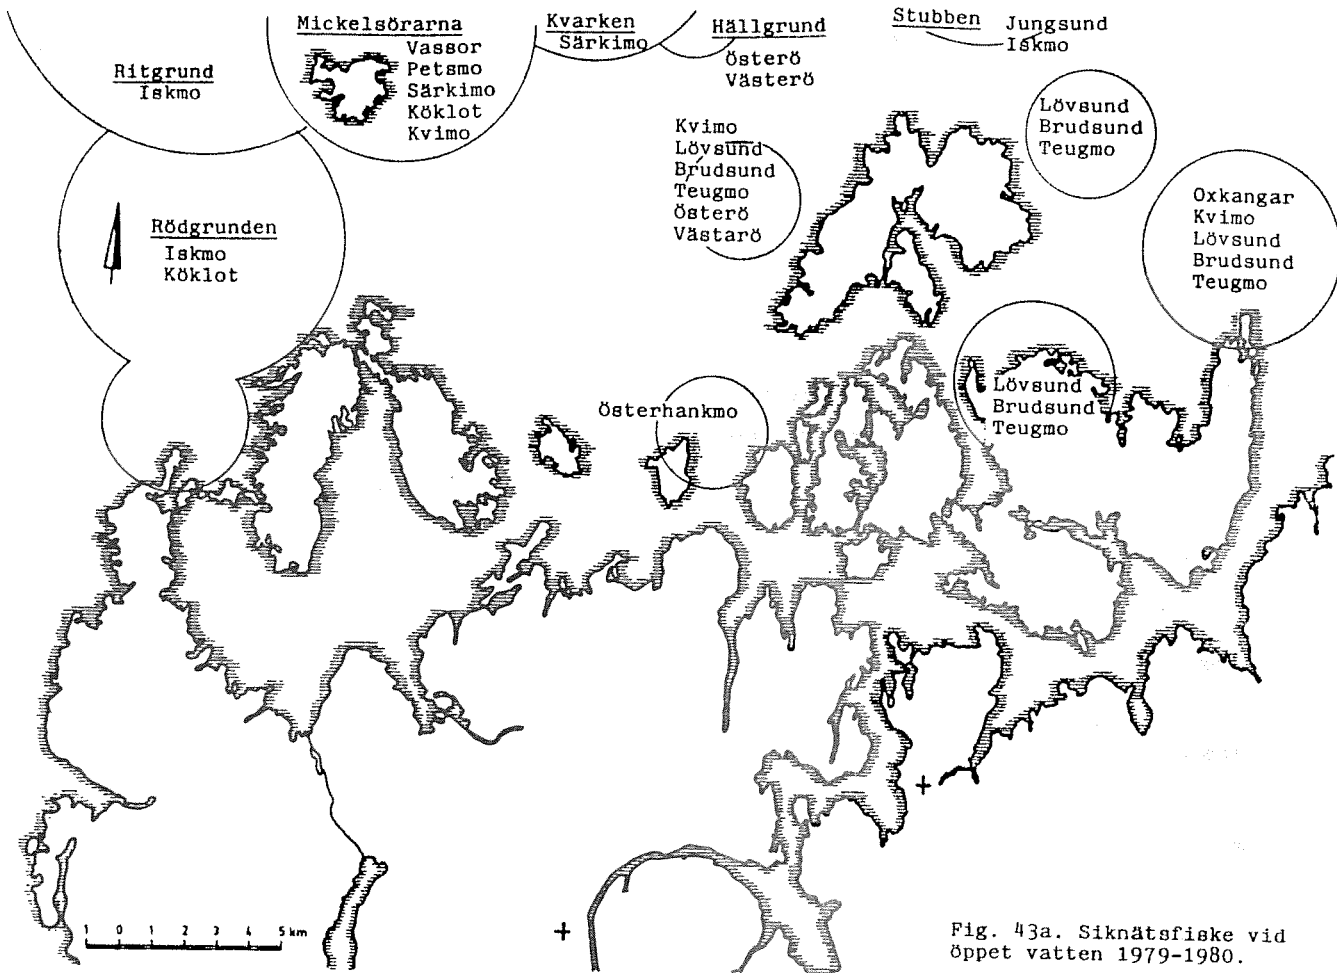 Ritgrund
Iskmo
Mickelsörarna
Vassor
Petsmo
Särkimo
Köklot
Kvimo
Kvarken
Särkimo
Hällgrund
Österö
Västerö
Stubben
Jungsund
Iskmo
Lövsund
Brudsund
Teugmo
Kvimo
Lövsund
Brudsund
Teugmo
Österö
Västarö
Oxkangar
Kvimo
Lövsund
Brudsund
Teugmo
Rödgrunden
Iskmo
Köklot
Österhankmo
Lövsund
Brudsund
Teugmo
1 0 1 2 3 4 5 km
Fig. 43a. Siknätsfiske vid
öppet vatten 1979-1980.